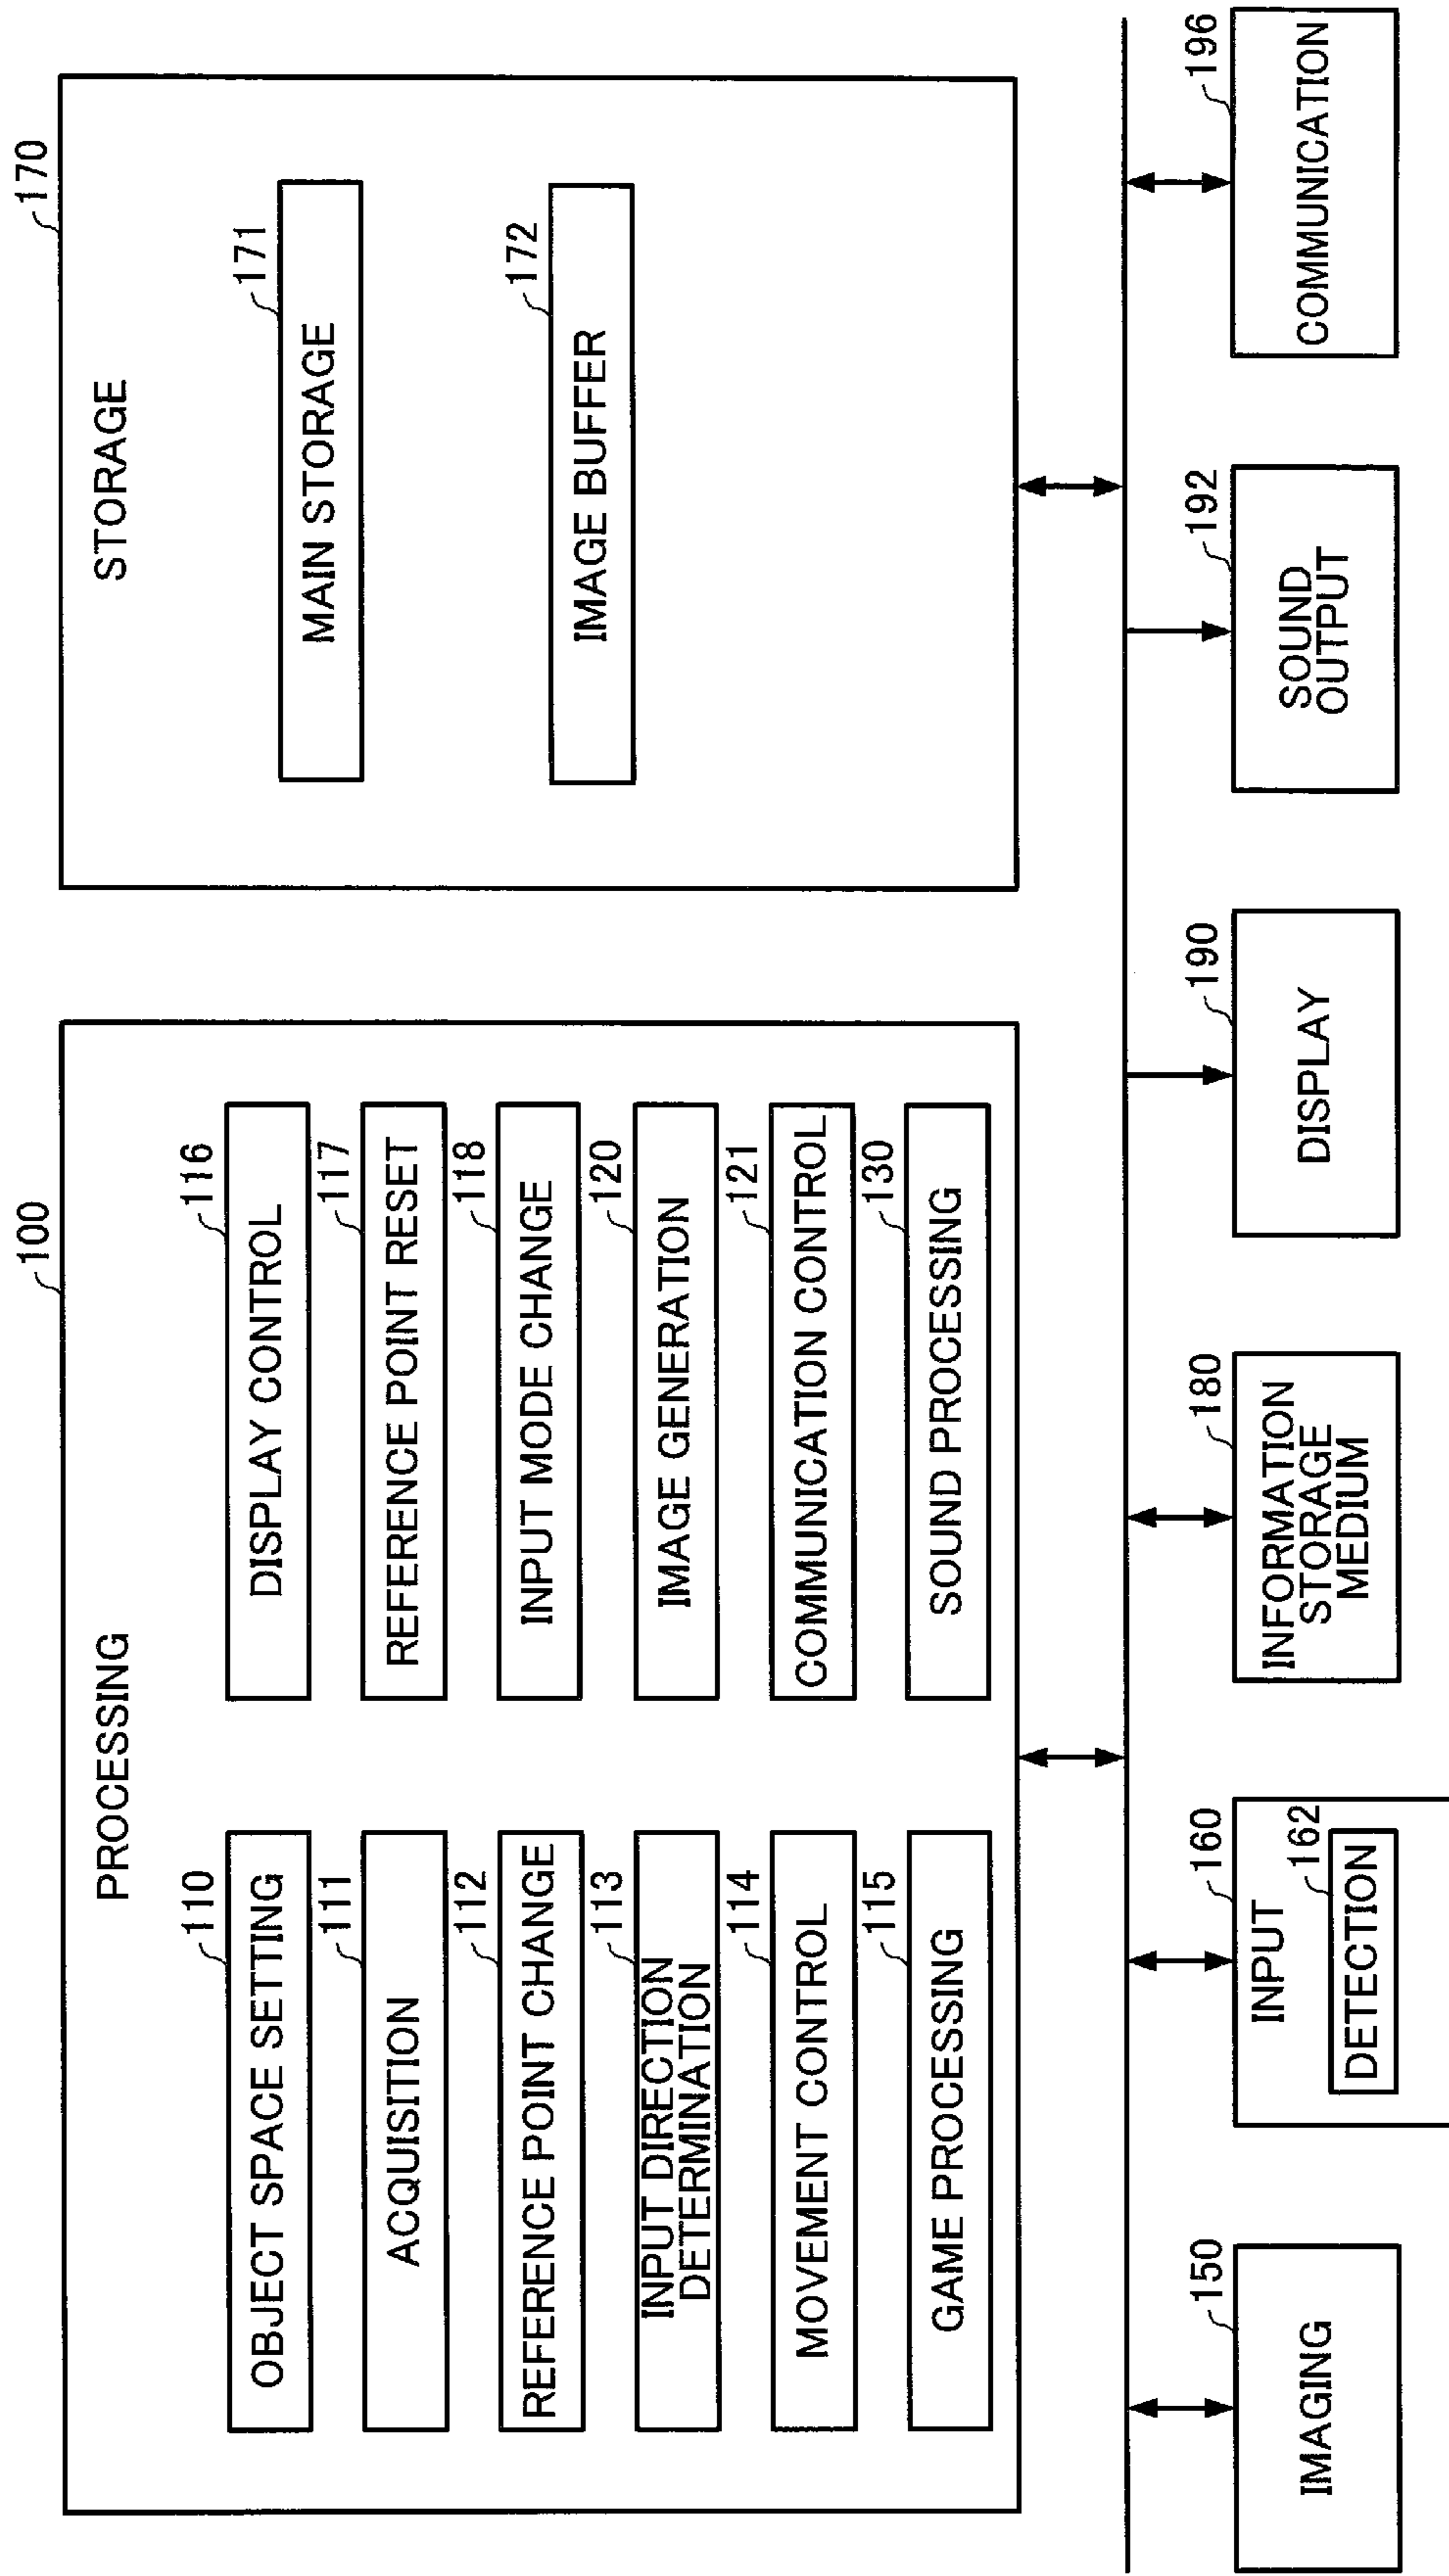 100
PROCESSING
110
OBJECT SPACE SETTING
111
ACQUISITION
112
REFERENCE POINT CHANGE
113
INPUT DIRECTION
DETERMINATION
114
MOVEMENT CONTROL
115
GAME PROCESSING
116
DISPLAY CONTROL
117
REFERENCE POINT RESET
118
INPUT MODE CHANGE
120
IMAGE GENERATION
121
COMMUNICATION CONTROL
130
SOUND PROCESSING
170
STORAGE
171
MAIN STORAGE
172
IMAGE BUFFER
150
IMAGING
160
INPUT
162
DETECTION
180
INFORMATION
STORAGE
MEDIUM
190
DISPLAY
192
SOUND
OUTPUT
196
COMMUNICATION